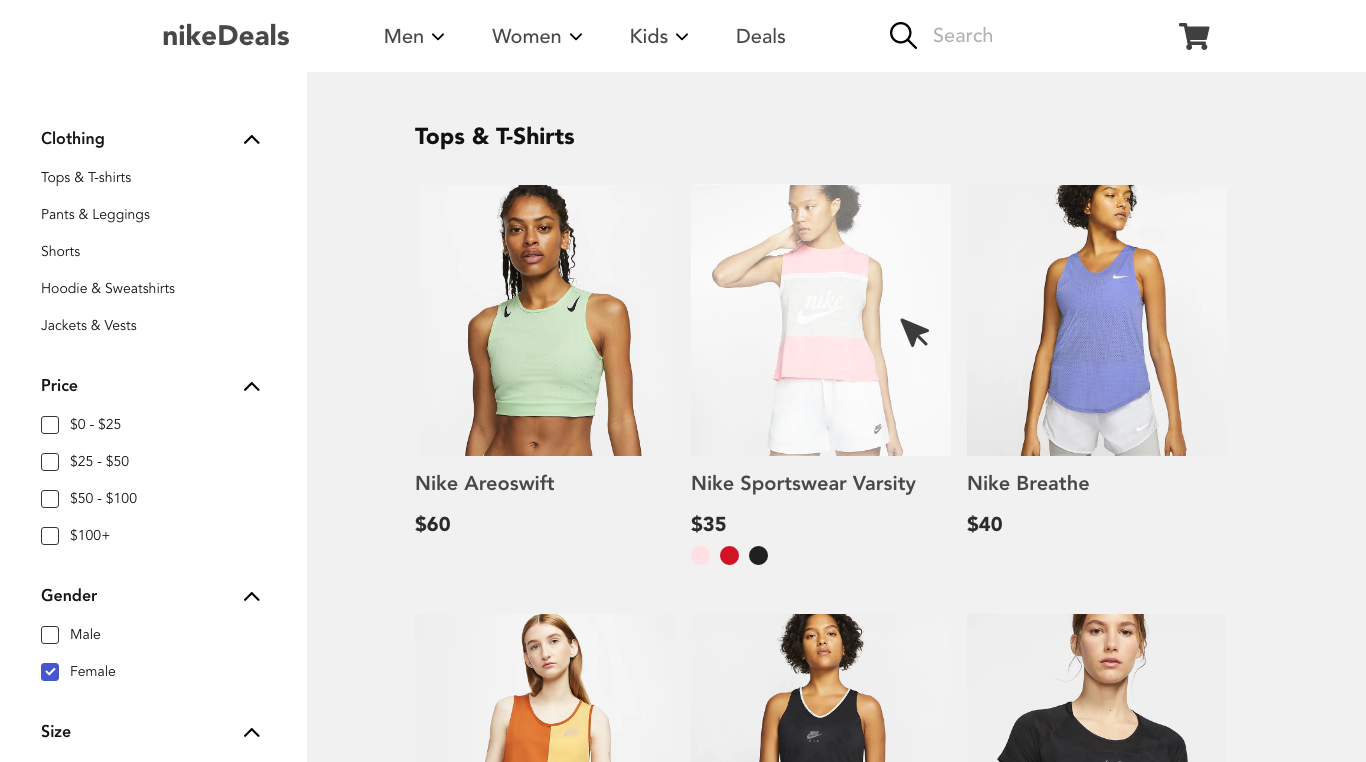 nikeDeals
Men
Women
Kids
Deals
Search
Clothing
Tops & T-shirts
Pants & Leggings
Shorts
Hoodie & Sweatshirts
Jackets & Vests
Price
$0 - $25
$25 - $50
$50 - $100
$100+
Gender
Male
Female
Size
Tops & T-Shirts
nike
Nike Areoswift
$60
Nike Sportswear Varsity
$35
Nike Breathe
$40